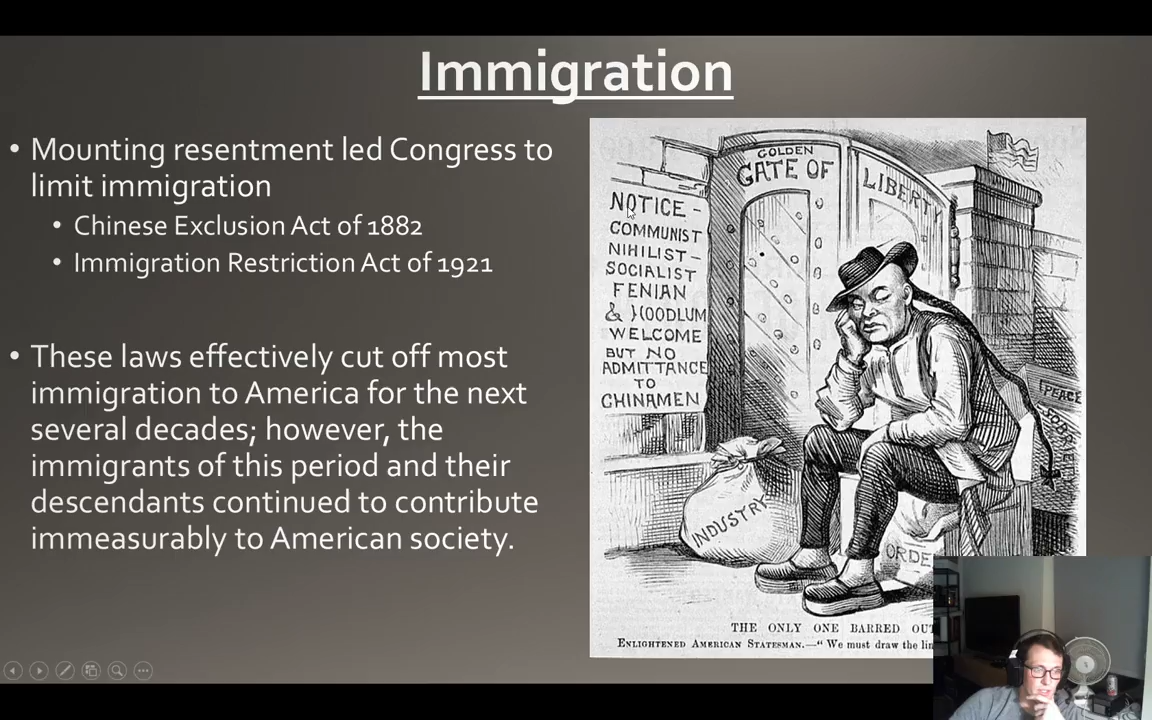 Immigration
• Mounting resentment led Congress to
limit immigration
• Chinese Exclusion Act of 1882
• Immigration Restriction Act of 1921
• These laws effectively cut off most
immigration to America for the next
several decades; however, the
immigrants of this period and their
descendants continued to contribute
immeasurably to American society.
GOLDEN
GATE OF
LIBERTY
NOTICE -
COMMUNIST
NIHILIST -
SOCIALIST
FENIAN
& HOODLUM
WELCOME
BUT NO
ADMITTANCE
TO
CHINAMEN
PEACE
SOBRIETY
INDUSTRY
ORDE
THE ONLY ONE BARRED OU
ENLIGHTENED AMERICAN STATESMAN.—"We must draw the lin